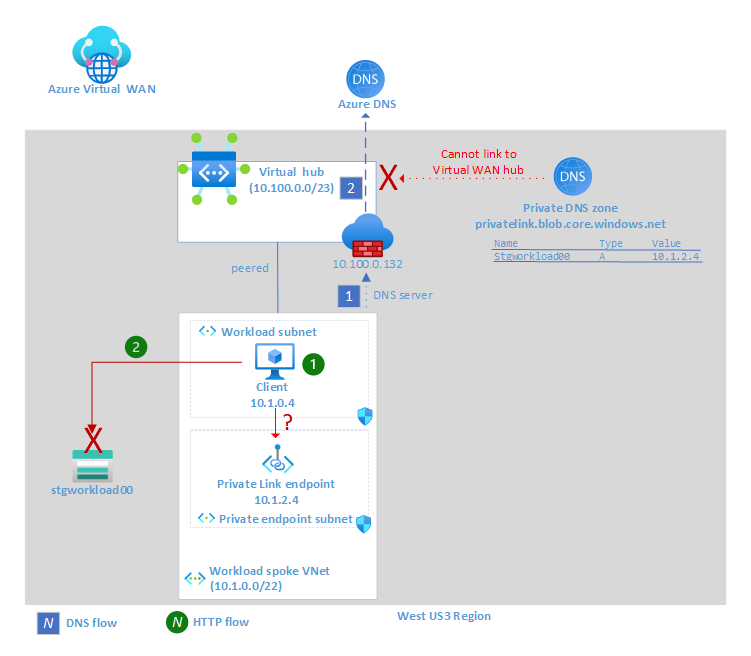 Azure Virtual WAN
DNS
Azure DNS
Virtual hub
(10.100.0.0/23)
2
X
Cannot link to
Virtual WAN hub
DNS
Private DNS zone
privatelink.blob.core.windows.net
Name Type Value
Stgworkload00 A 10.1.2.4
10.100.0.132
peered
1
DNS server
Workload subnet
2
1
Client
10.1.0.4
?
X
stgworkload00
Private Link endpoint
10.1.2.4
Private endpoint subnet
Workload spoke VNet
(10.1.0.0/22)
N DNS flow
N HTTP flow
West US3 Region